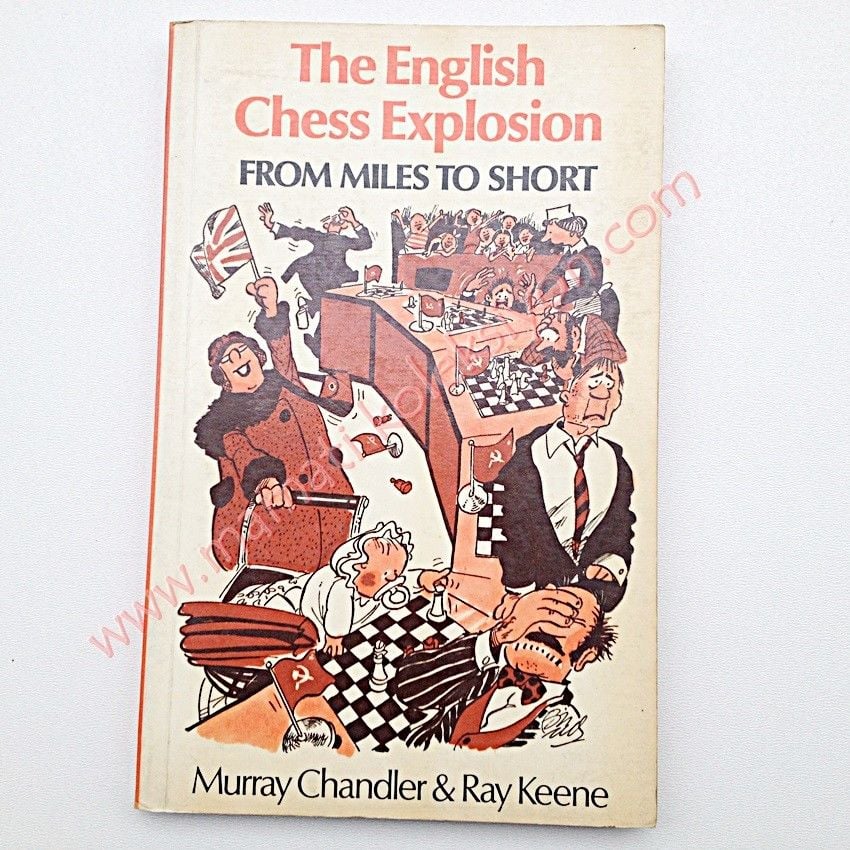 The English
Chess Explosion
FROM MILES TO SHORT
Murray Chandler & Ray Keene